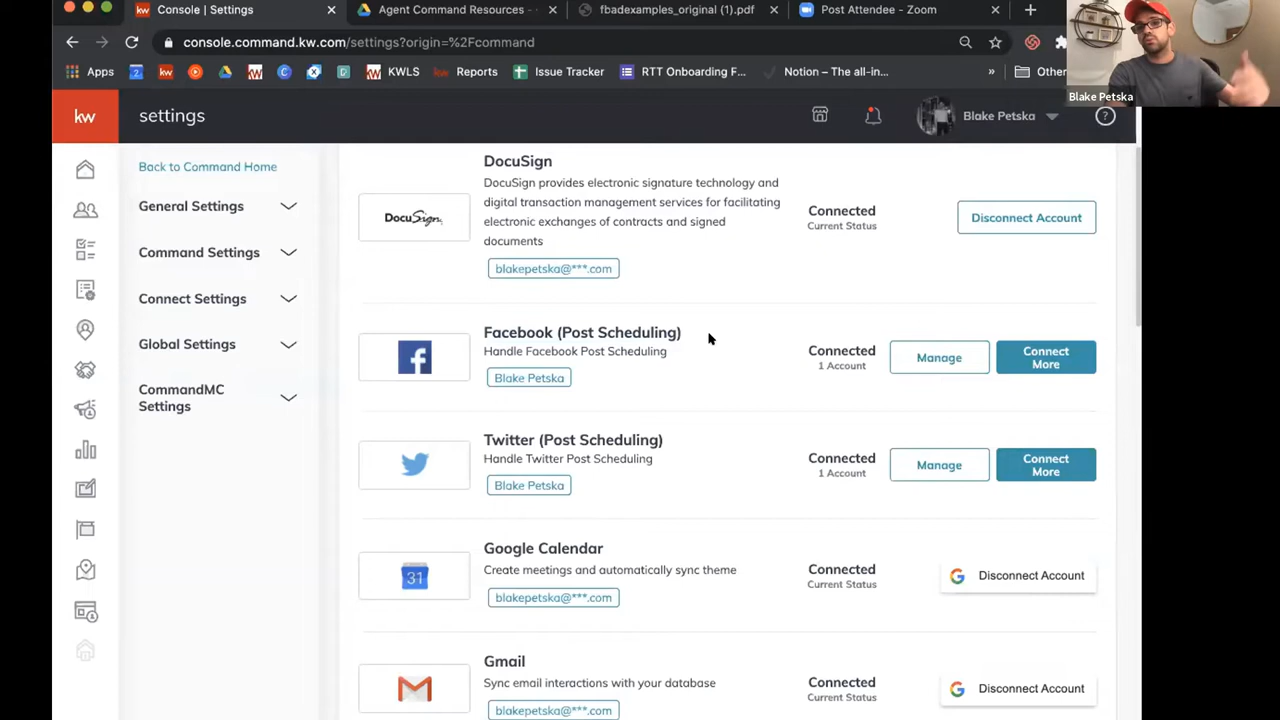 Console | Settings
Agent Command Resources -
fbadexamples_original (1).pdf
Post Attendee - Zoom
console.command.kw.com/settings?origin=%2Fcommand
Apps
KWLS
Reports
Issue Tracker
RTT Onboarding F...
Notion – The all-in...
»
Other
Blake Petska
kw
settings
Blake Petska
?
Back to Command Home
General Settings
Command Settings
Connect Settings
Global Settings
CommandMC
Settings
DocuSign
DocuSign provides electronic signature technology and
digital transaction management services for facilitating
electronic exchanges of contracts and signed
documents
blakepetska@***.com
DocuSign
Connected
Current Status
Disconnect Account
Facebook (Post Scheduling)
Handle Facebook Post Scheduling
Blake Petska
Connected
1 Account
Manage
Connect
More
Twitter (Post Scheduling)
Handle Twitter Post Scheduling
Blake Petska
Connected
1 Account
Manage
Connect
More
Google Calendar
Create meetings and automatically sync theme
blakepetska@***.com
31
Connected
Current Status
Disconnect Account
Gmail
Sync email interactions with your database
blakepetska@***.com
Connected
Current Status
Disconnect Account